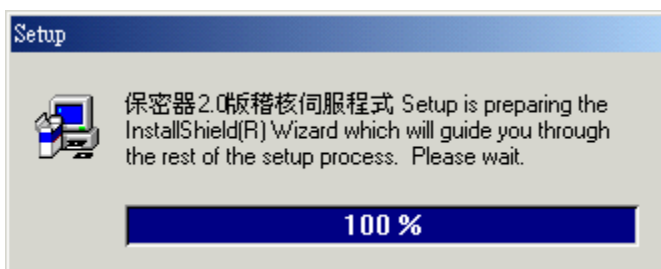 Setup
保密器2.0版稽核伺服程式 Setup is preparing the
InstallShield(R) Wizard which will guide you through
the rest of the setup process.  Please wait.
100 %